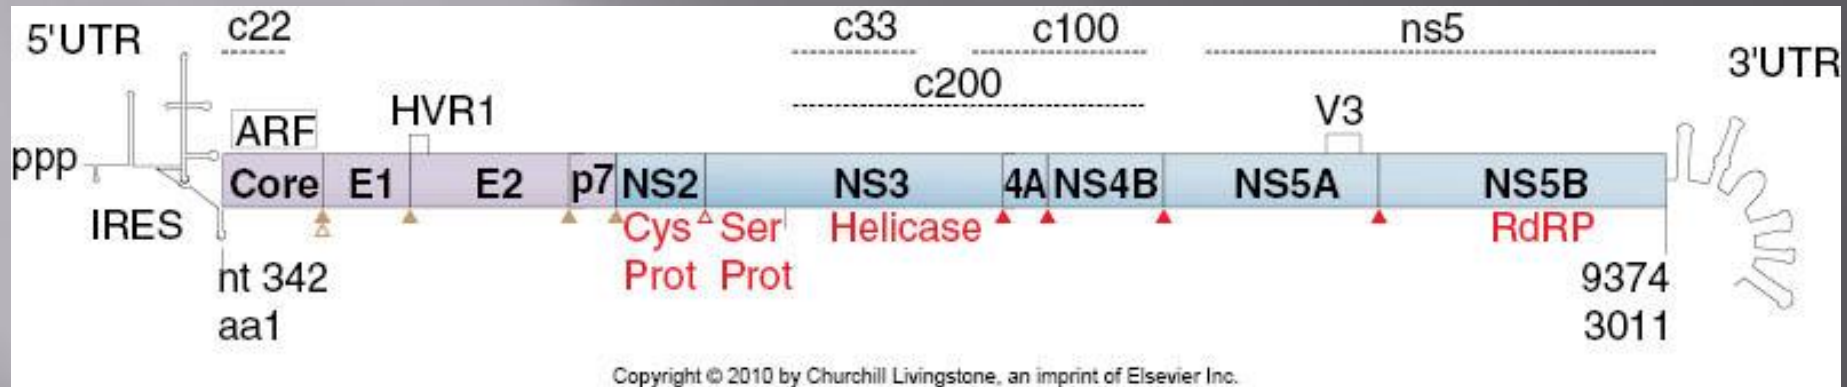 c22 c33 c100 ns5
5'UTR 3'UTR
c200
HVR1 V3
ARF
ppp
Core E1 E2 p7 NS2 NS3 4A NS4B NS5A NS5B
IRES Cys Ser Helicase RdRP
Prot Prot
nt 342 9374
aa1 3011
Copyright © 2010 by Churchill Livingstone, an imprint of Elsevier Inc.